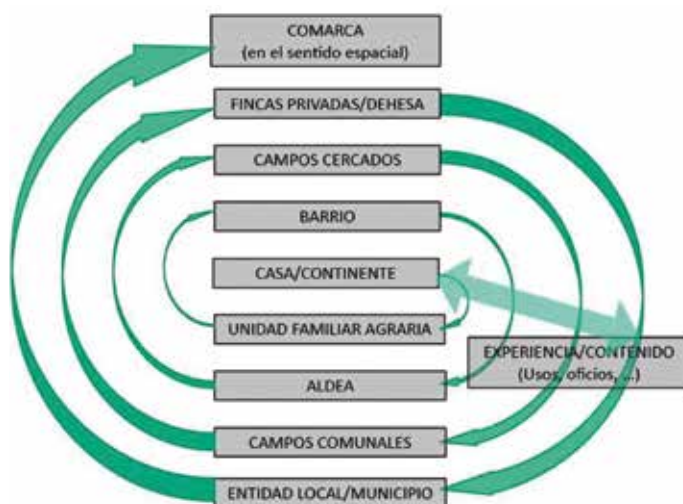 COMARCA
(en el sentido espacial)
FINCAS PRIVADAS/DEHESA
CAMPOS CERCADOS
BARRIO
CASA/CONTINENTE
UNIDAD FAMILIAR AGRARIA
EXPERIENCIA/CONTENIDO
(Usos, oficios, ...)
ALDEA
CAMPOS COMUNALES
ENTIDAD LOCAL/MUNICIPIO